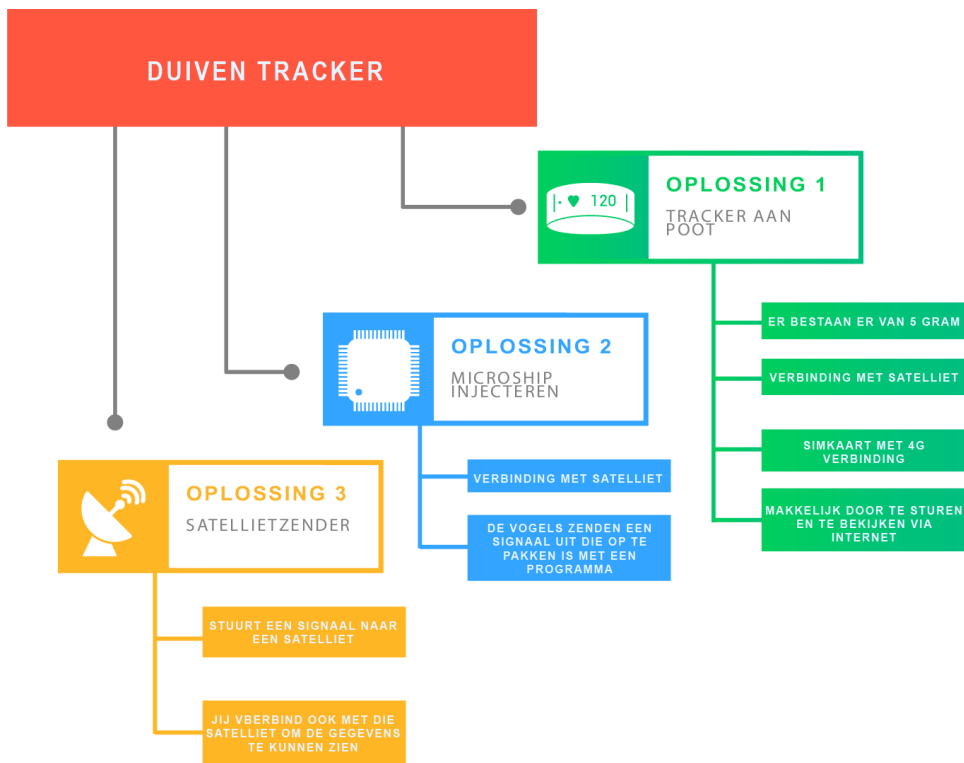 DUIVEN TRACKER
|· ♥ 120 |
OPLOSSING 1
TRACKER AAN
POOT
ER BESTAAN ER VAN 5 GRAM
VERBINDING MET SATELLIET
SIMKAART MET 4G
VERBINDING
MAKKELIJK DOOR TE STUREN
EN TE BEKIJKEN VIA
INTERNET
OPLOSSING 2
MICROSHIP
INJECTEREN
VERBINDING MET SATELLIET
DE VOGELS ZENDEN EEN
SIGNAAL UIT DIE OP TE
PAKKEN IS MET EEN
PROGRAMMA
OPLOSSING 3
SATELLIETZENDER
STUURT EEN SIGNAAL NAAR
EEN SATELLIET
JIJ VBERBIND OOK MET DIE
SATELLIET OM DE GEGEVENS
TE KUNNEN ZIEN